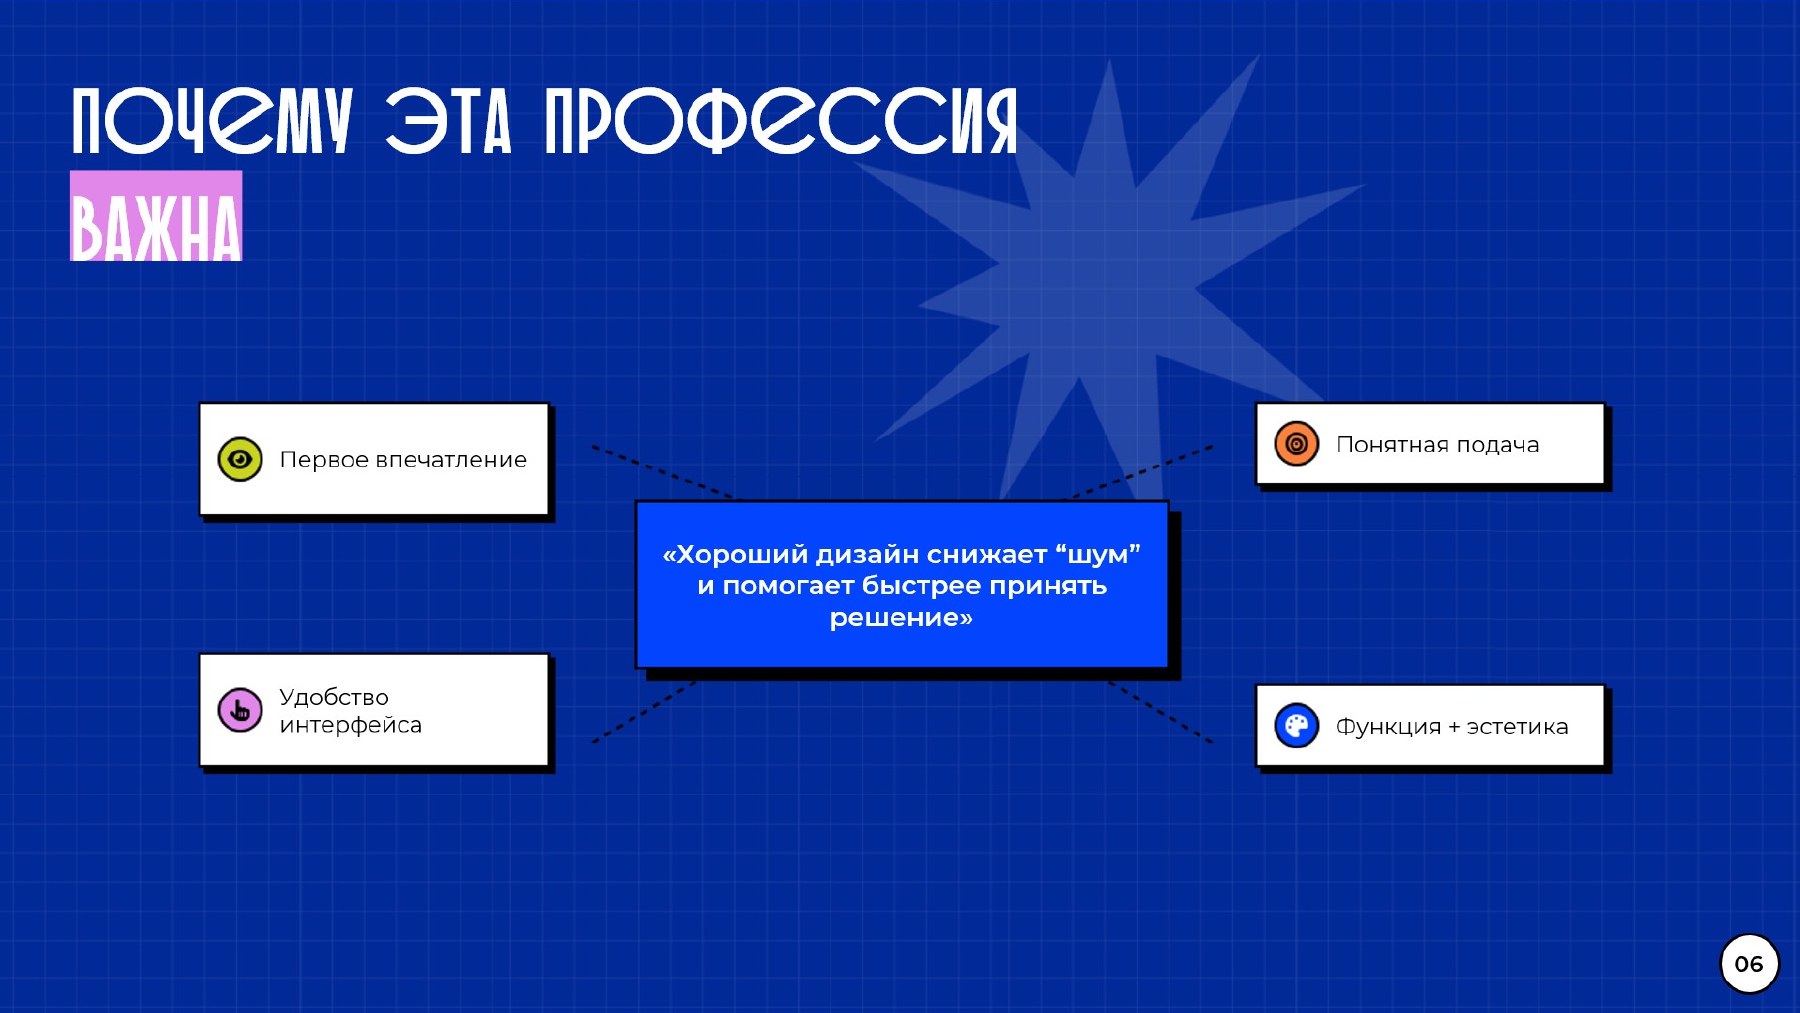 ПОЧЕМУ ЭТА ПРОФЕССИЯ
ВАЖНА
Первое впечатление
Понятная подача
«Хороший дизайн снижает “шум”
и помогает быстрее принять
решение»
Удобство
интерфейса
Функция + эстетика
06